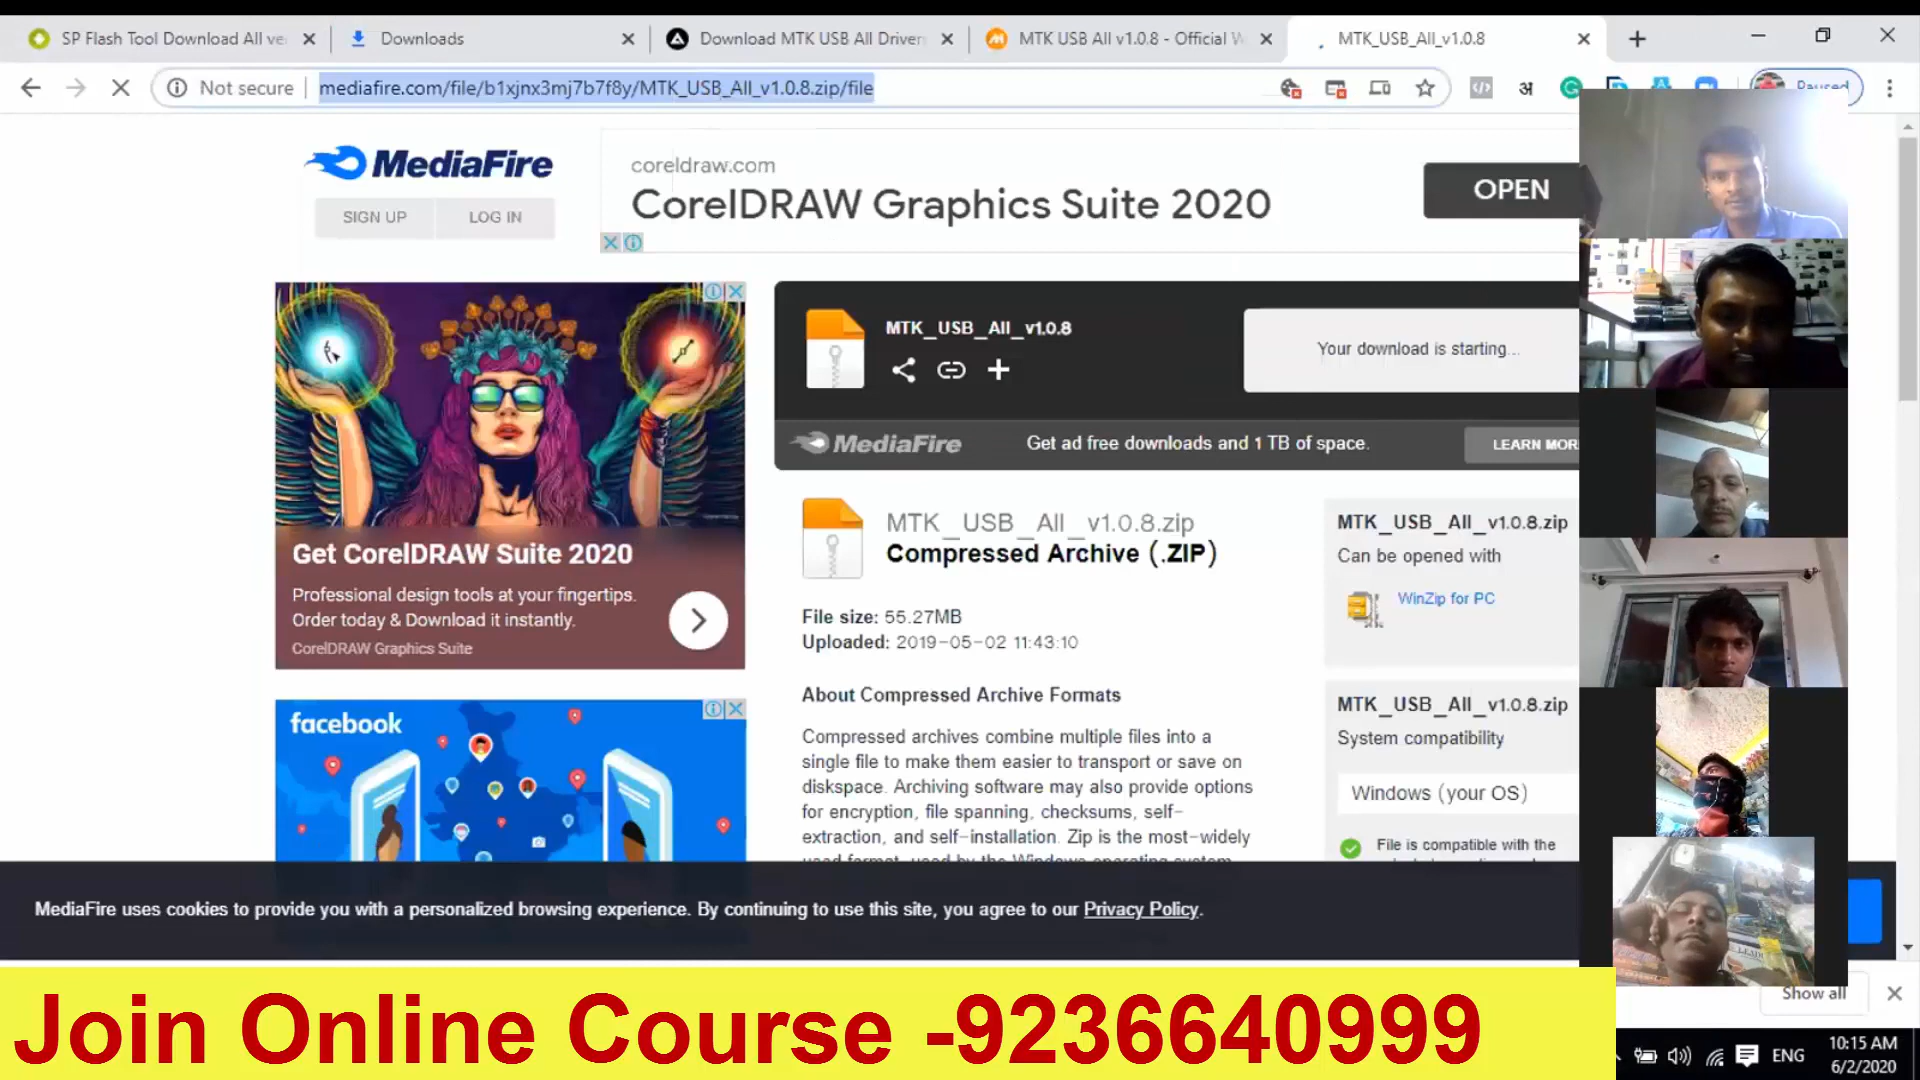 SP Flash Tool Download All ve
Downloads
Download MTK USB All Driver
MTK USB All v1.0.8 - Official W
MTK_USB_All_v1.0.8
Not secure
mediafire.com/file/b1xjnx3mj7b7f8y/MTK_USB_All_v1.0.8.zip/file
अ
Paused
MediaFire
SIGN UP
LOG IN
coreldraw.com
CorelDRAW Graphics Suite 2020
OPEN
MTK_USB_All_v1.0.8
Your download is starting...
MediaFire
Get ad free downloads and 1 TB of space.
LEARN MOR
Get CorelDRAW Suite 2020
Professional design tools at your fingertips.
Order today & Download it instantly.
CorelDRAW Graphics Suite
facebook
MTK_USB_All_v1.0.8.zip
Compressed Archive (.ZIP)
File size: 55.27MB
Uploaded: 2019-05-02 11:43:10
About Compressed Archive Formats
Compressed archives combine multiple files into a
single file to make them easier to transport or save on
diskspace. Archiving software may also provide options
for encryption, file spanning, checksums, self-
extraction, and self-installation. Zip is the most-widely
used format, used by the Windows operating system
MTK_USB_All_v1.0.8.zip
Can be opened with
WinZip for PC
MTK_USB_All_v1.0.8.zip
System compatibility
Windows (your OS)
File is compatible with the
MediaFire uses cookies to provide you with a personalized browsing experience. By continuing to use this site, you agree to our Privacy Policy.
Show all
Join Online Course -9236640999
ENG
10:15 AM
6/2/2020